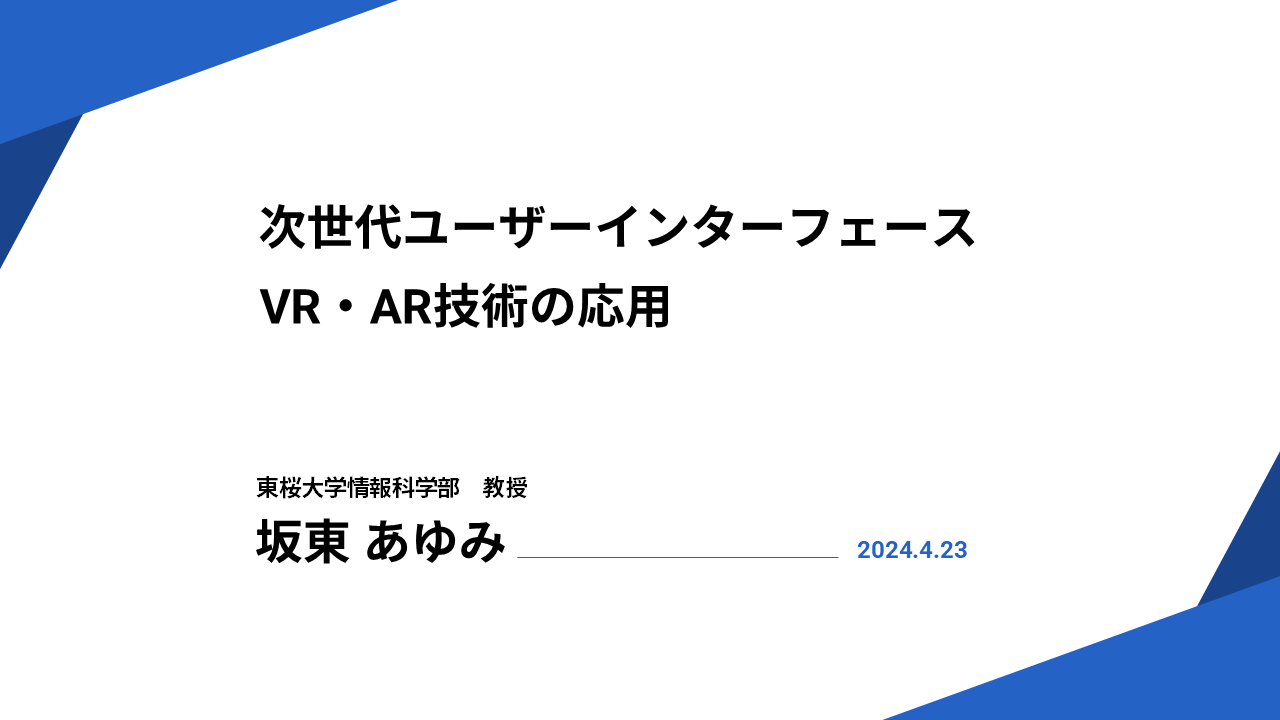 次世代ユーザーインターフェース
VR・AR技術の応用
東桜大学情報科学部　教授
坂東 あゆみ
2024.4.23